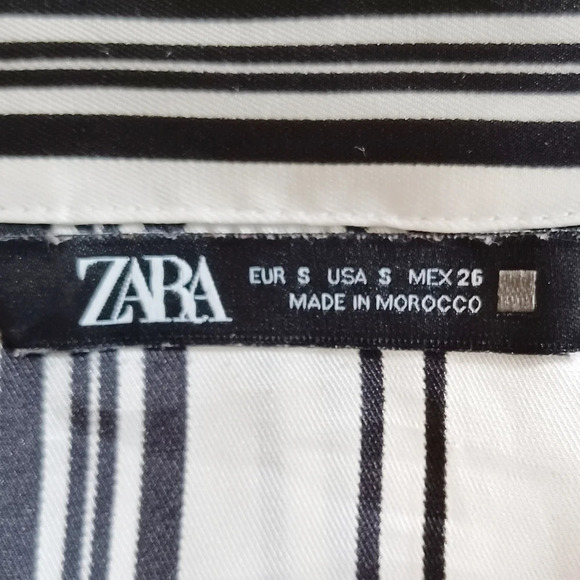 ZARA
EUR S USA S MEX 26
MADE IN MOROCCO